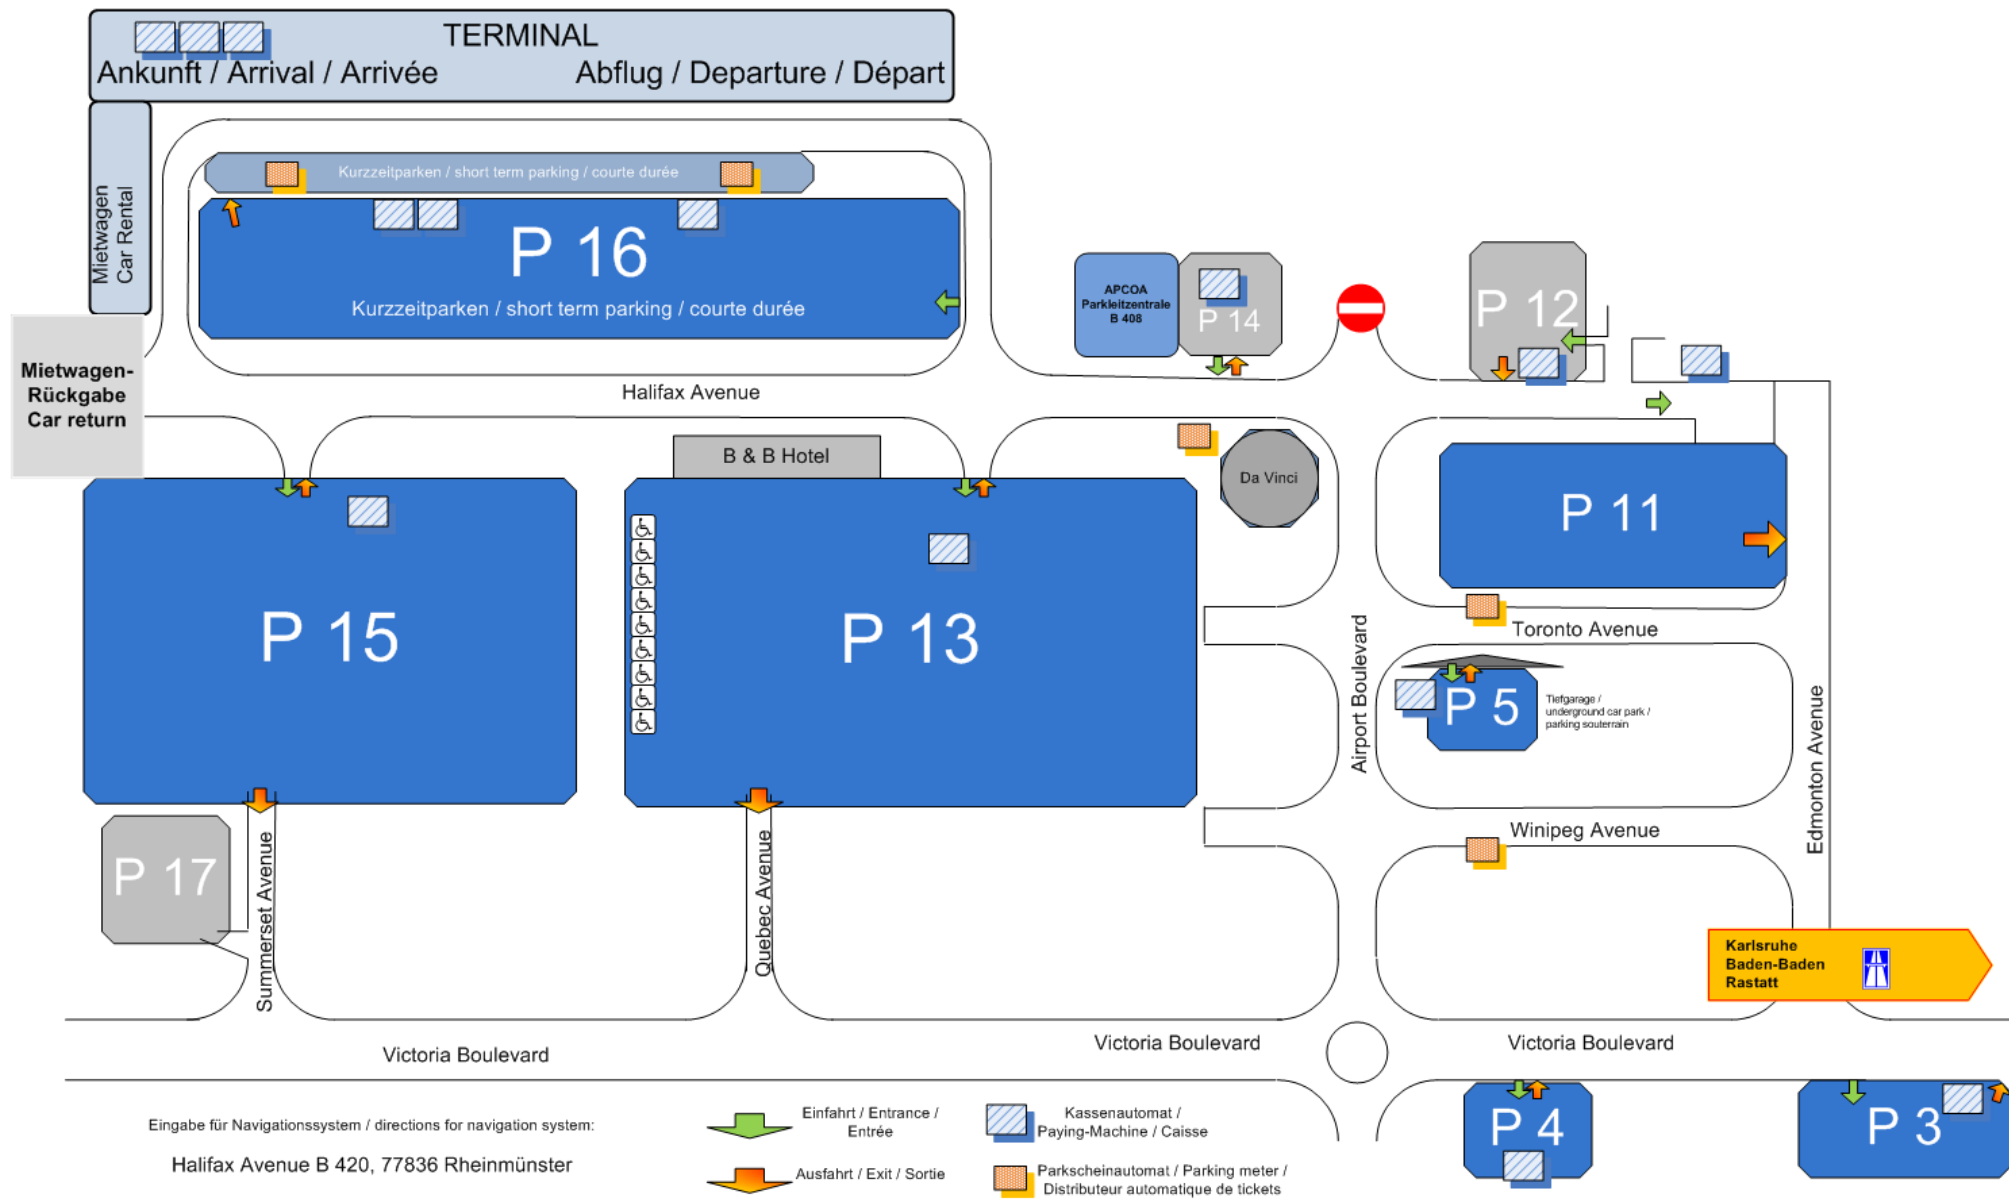 TERMINAL
Ankunft / Arrival / Arrivée
Abflug / Departure / Départ
Mietwagen
Car Rental
Kurzzeitparken / short term parking / courte durée
P 16
Kurzzeitparken / short term parking / courte durée
APCOA
Parkleitzentrale
B 408
P 14
P 12
Mietwagen-
Rückgabe
Car return
Halifax Avenue
B & B Hotel
Da Vinci
P 11
P 15
P 13
Toronto Avenue
Airport Boulevard
P 5
Tiefgarage /
underground car park /
parking souterrain
Edmonton Avenue
Winipeg Avenue
P 17
Summerset Avenue
Quebec Avenue
Karlsruhe
Baden-Baden
Rastatt
Victoria Boulevard
Victoria Boulevard
Victoria Boulevard
P 4
P 3
Eingabe für Navigationssystem / directions for navigation system:
Halifax Avenue B 420, 77836 Rheinmünster
Einfahrt / Entrance /
Entrée
Ausfahrt / Exit / Sortie
Kassenautomat /
Paying-Machine / Caisse
Parkscheinautomat / Parking meter /
Distributeur automatique de tickets